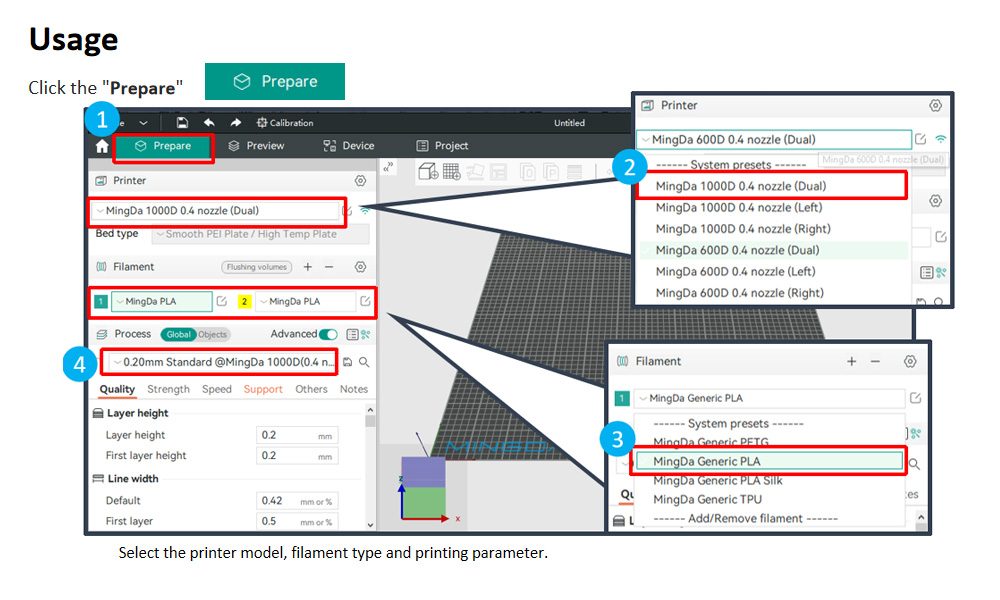 Usage
Click the "Prepare"
Prepare
1
Calibration
Untitled
Prepare
Preview
Device
Project
Printer
MingDa 1000D 0.4 nozzle (Dual)
Bed type
Smooth PEI Plate / High Temp Plate
Filament
Flushing volumes
1
MingDa PLA
2
MingDa PLA
Process
Global
Objects
Advanced
4
0.20mm Standard @MingDa 1000D(0.4 n...
Quality
Strength
Speed
Support
Others
Notes
Layer height
Layer height
0.2
mm
First layer height
0.2
mm
Line width
Default
0.42
mm or %
First layer
0.5
mm or %
x
z
Printer
MingDa 600D 0.4 nozzle (Dual)
MingDa 600D 0.4 nozzle (Dual)
2
------ System presets ------
MingDa 1000D 0.4 nozzle (Dual)
MingDa 1000D 0.4 nozzle (Left)
MingDa 1000D 0.4 nozzle (Right)
MingDa 600D 0.4 nozzle (Dual)
MingDa 600D 0.4 nozzle (Left)
MingDa 600D 0.4 nozzle (Right)
Filament
1
MingDa Generic PLA
------ System presets ------
MingDa Generic PETG
3
MingDa Generic PLA
MingDa Generic PLA Silk
MingDa Generic TPU
------ Add/Remove filament ------
Select the printer model, filament type and printing parameter.